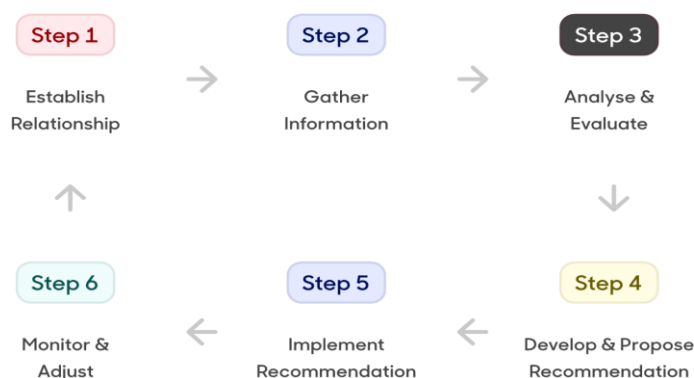 Step 1
Establish
Relationship
Step 2
Gather
Information
Step 3
Analyse &
Evaluate
Step 4
Develop & Propose
Recommendation
Step 5
Implement
Recommendation
Step 6
Monitor &
Adjust